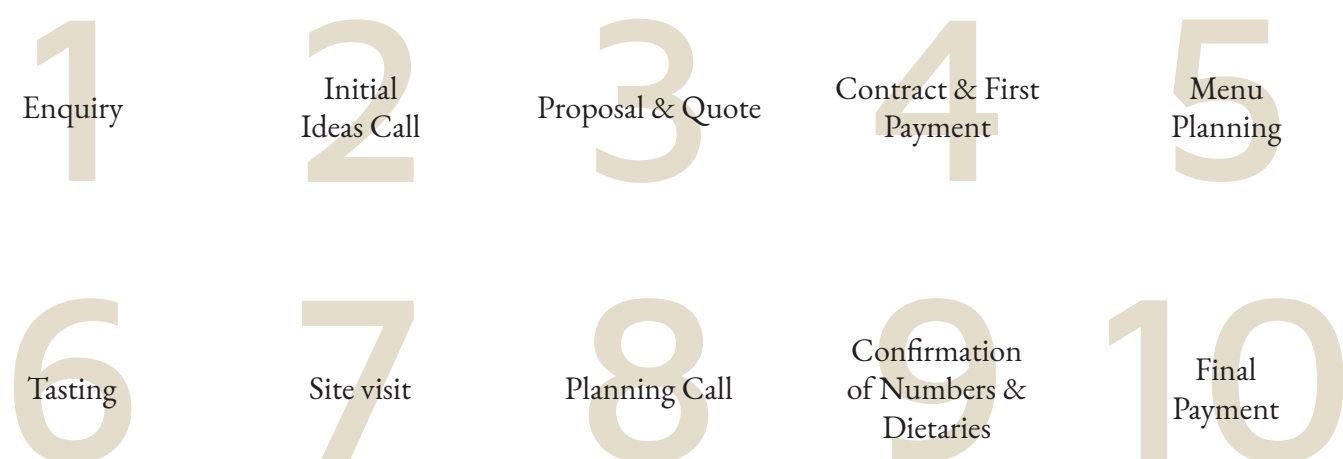 1
Enquiry
2
Initial
Ideas Call
3
Proposal & Quote
4
Contract & First
Payment
5
Menu
Planning
6
Tasting
7
Site visit
8
Planning Call
9
Confirmation
of Numbers &
Dietaries
10
Final
Payment